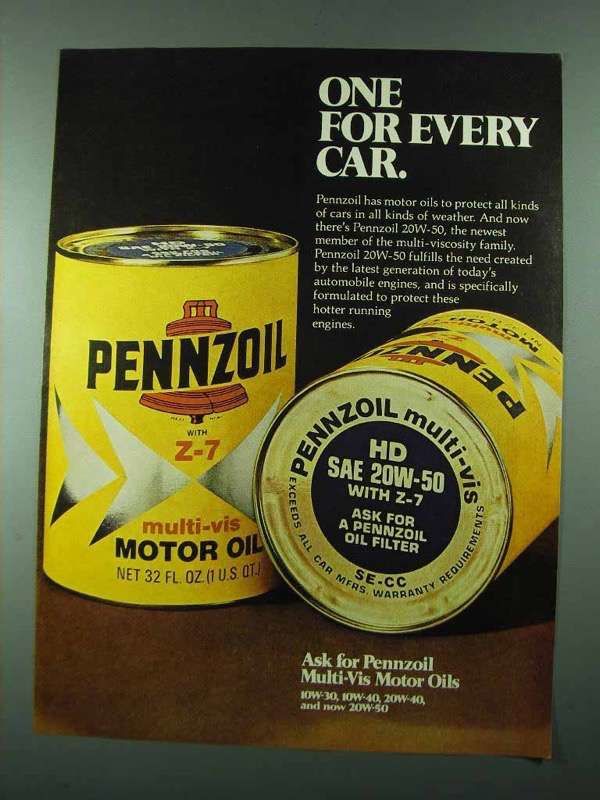 ONE
FOR EVERY
CAR.
Pennzoil has motor oils to protect all kinds
of cars in all kinds of weather. And now
there's Pennzoil 20W-50, the newest
member of the multi-viscosity family.
Pennzoil 20W-50 fulfills the need created
by the latest generation of today's
automobile engines, and is specifically
formulated to protect these
hotter running
engines.
HD
PENNZOIL
WITH
Z-7
multi-vis
MOTOR OIL
NET 32 FL. OZ. (1 U.S. QT.)
PENNZOIL
MOTO
PENNZOIL multi-vis
HD
SAE 20W-50
WITH Z-7
ASK FOR
A PENNZOIL
OIL FILTER
SE-CC
EXCEEDS ALL CAR MFRS. WARRANTY REQUIREMENTS
Ask for Pennzoil
Multi-Vis Motor Oils
10W-30, 10W-40, 20W-40,
and now 20W-50